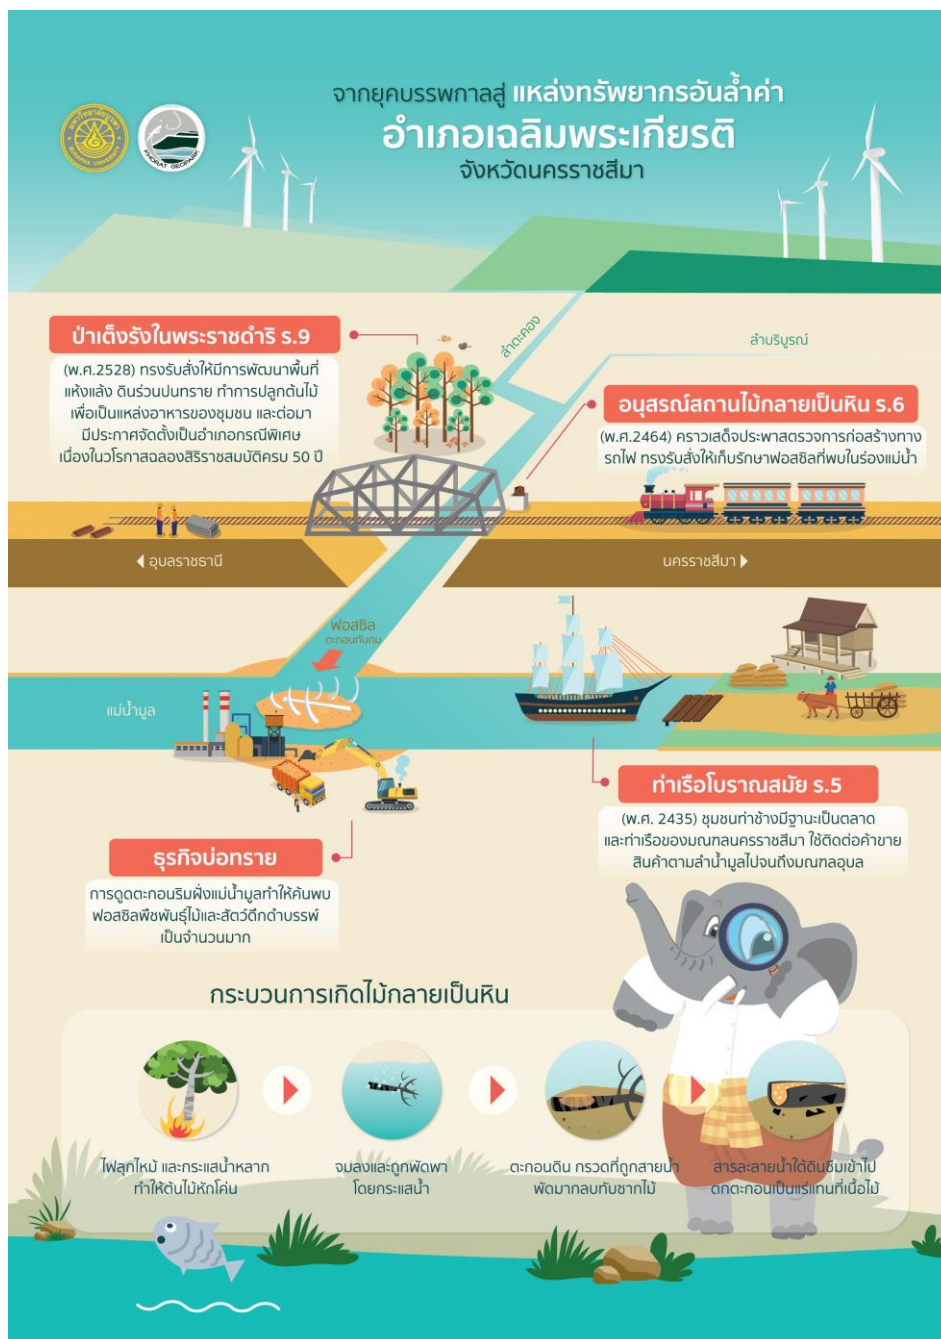 จากยุคบรรพกาลสู่ แหล่งทรัพยากรอันล้ำค่า
อำเภอเฉลิมพระเกียรติ
จังหวัดนครราชสีมา
มหาวิทยาลัยบูรพา
BURAPHA UNIVERSITY
KHORAT GEOPARK
ป่าเต็งรังในพระราชดำริ ร.9
(พ.ศ.2528) ทรงรับสั่งให้มีการพัฒนาพื้นที่
แห้งแล้ง ดินร่วนปนทราย ทำการปลูกต้นไม้
เพื่อเป็นแหล่งอาหารของชุมชน และต่อมา
มีประกาศจัดตั้งเป็นอำเภอกรณีพิเศษ
เนื่องในวโรกาสฉลองสิริราชสมบัติครบ 50 ปี
ลำตะคอง
ลำบริบูรณ์
อนุสรณ์สถานไม้กลายเป็นหิน ร.6
(พ.ศ.2464) คราวเสด็จประพาสตรวจการก่อสร้างทาง
รถไฟ ทรงรับสั่งให้เก็บรักษาฟอสซิลที่พบในร่องแม่น้ำ
อุบลราชธานี
นครราชสีมา
ฟอสซิล
ตะกอนทับถม
แม่น้ำมูล
ท่าเรือโบราณสมัย ร.5
(พ.ศ. 2435) ชุมชนท่าช้างมีฐานะเป็นตลาด
และท่าเรือของมณฑลนครราชสีมา ใช้ติดต่อค้าขาย
สินค้าตามลำน้ำมูลไปจนถึงมณฑลอุบล
ธุรกิจบ่อทราย
การดูดตะกอนริมฝั่งแม่น้ำมูลทำให้ค้นพบ
ฟอสซิลพืชพันธุ์ไม้และสัตว์ดึกดำบรรพ์
เป็นจำนวนมาก
กระบวนการเกิดไม้กลายเป็นหิน
ไฟลุกไหม้ และกระแสน้ำหลาก
ทำให้ต้นไม้หักโค่น
จมลงและถูกพัดพา
โดยกระแสน้ำ
ตะกอนดิน กรวดที่ถูกสายน้ำ
พัดมากลบทับซากไม้
สารละลายน้ำใต้ดินซึมเข้าไป
ตกตะกอนเป็นแร่แทนที่เนื้อไม้